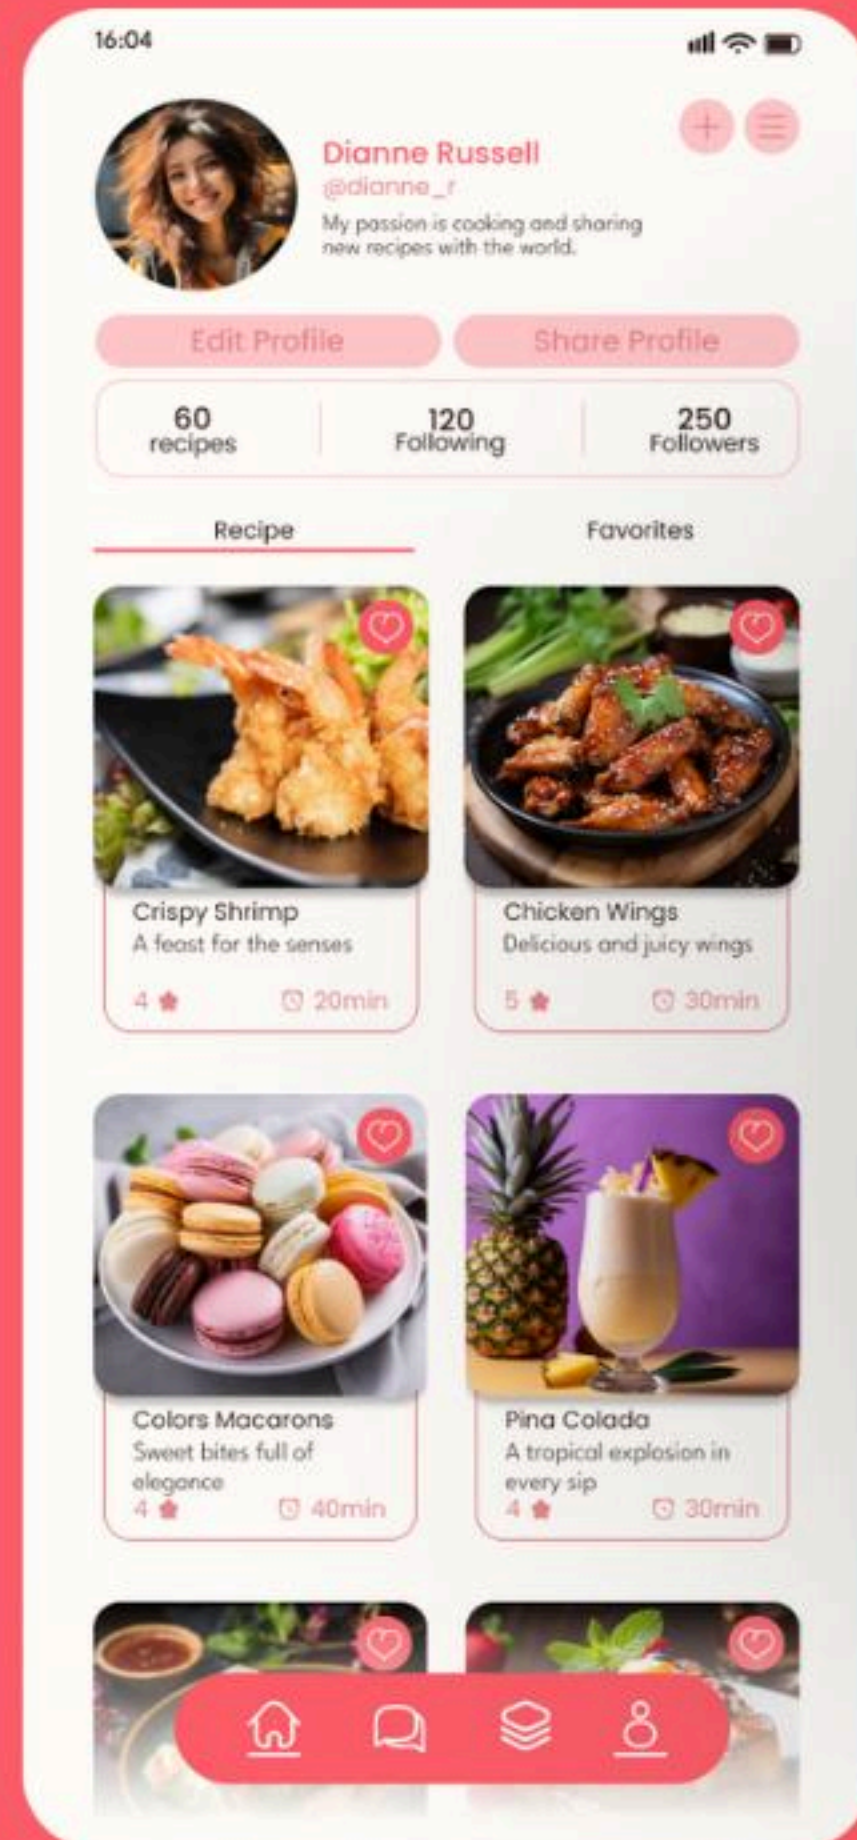 16:04
Dianne Russell
@dianne_r
My passion is cooking and sharing
new recipes with the world.
Edit Profile
Share Profile
60
recipes
120
Following
250
Followers
Recipe
Favorites
Crispy Shrimp
A feast for the senses
4
20min
Chicken Wings
Delicious and juicy wings
5
30min
Colors Macarons
Sweet bites full of
elegance
4
40min
Pina Colada
A tropical explosion in
every sip
4
30min